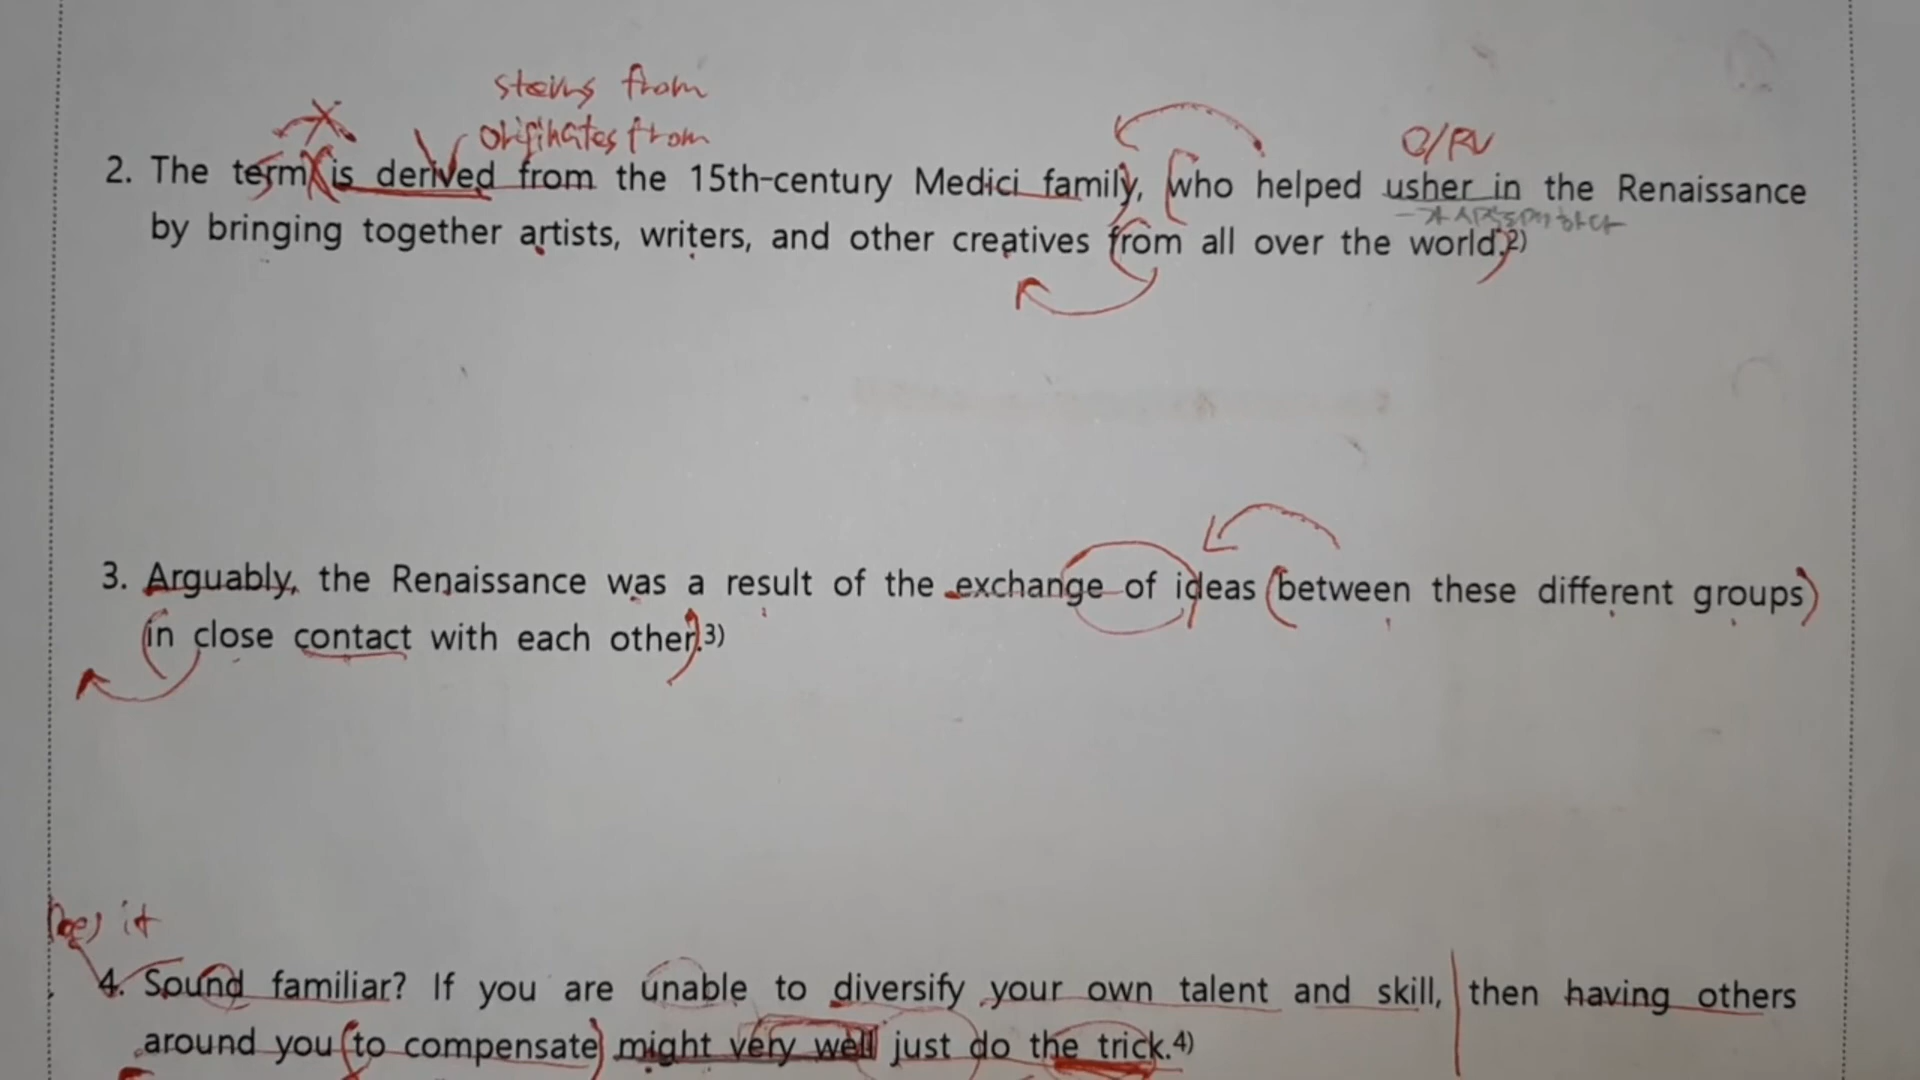 stems from
originates from
O/RV
2. The term is derived from the 15th-century Medici family, who helped usher in the Renaissance
by bringing together artists, writers, and other creatives from all over the world.2)
3. Arguably, the Renaissance was a result of the exchange of ideas between these different groups
in close contact with each other.3)
Does it
4. Sound familiar? If you are unable to diversify your own talent and skill, then having others
around you to compensate might very well just do the trick.4)